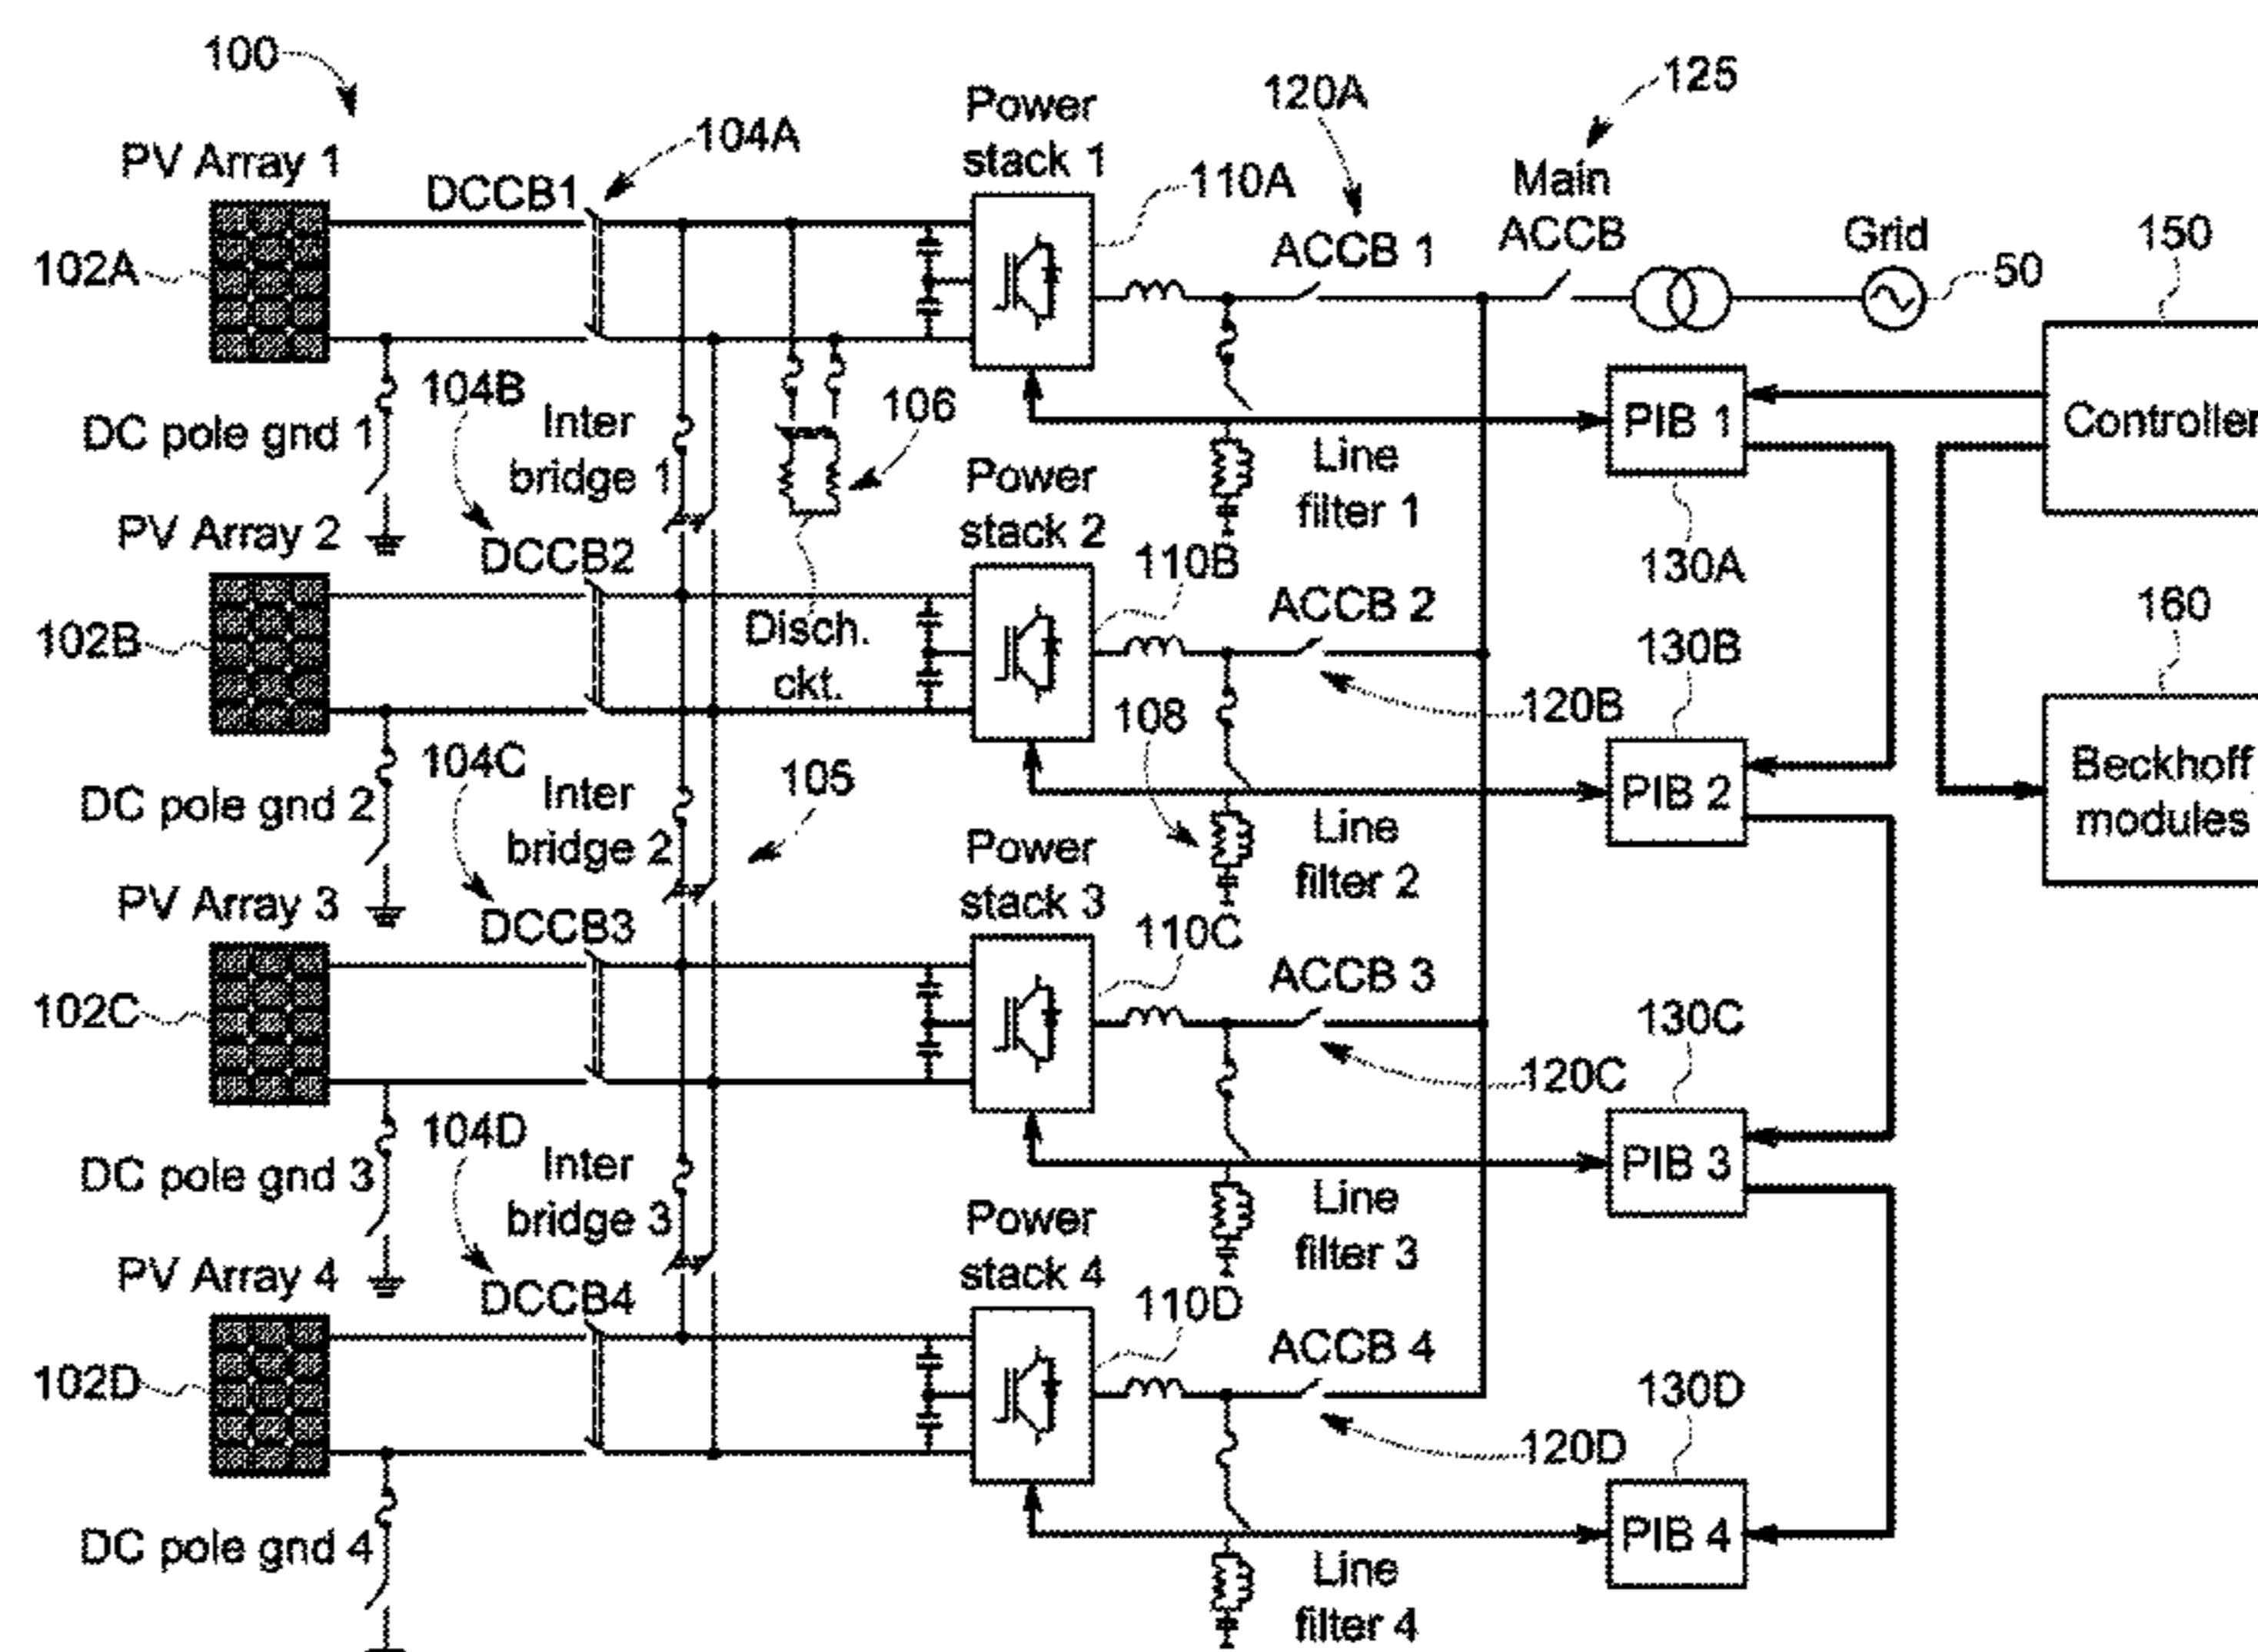 100
PV Array 1
102A
DCCB1
104A
Power
stack 1
110A
120A
ACCB 1
125
Main
ACCB
Grid
50
150
Controller
DC pole gnd 1
104B
Inter
bridge 1
106
Line
filter 1
PIB 1
130A
PV Array 2
102B
DCCB2
Disch.
ckt.
Power
stack 2
110B
ACCB 2
120B
130B
PIB 2
160
Beckhoff
modules
DC pole gnd 2
104C
Inter
bridge 2
105
108
Line
filter 2
PV Array 3
102C
DCCB3
Power
stack 3
110C
ACCB 3
120C
130C
PIB 3
DC pole gnd 3
104D
Inter
bridge 3
Line
filter 3
PV Array 4
102D
DCCB4
Power
stack 4
110D
ACCB 4
120D
130D
PIB 4
DC pole gnd 4
Line
filter 4